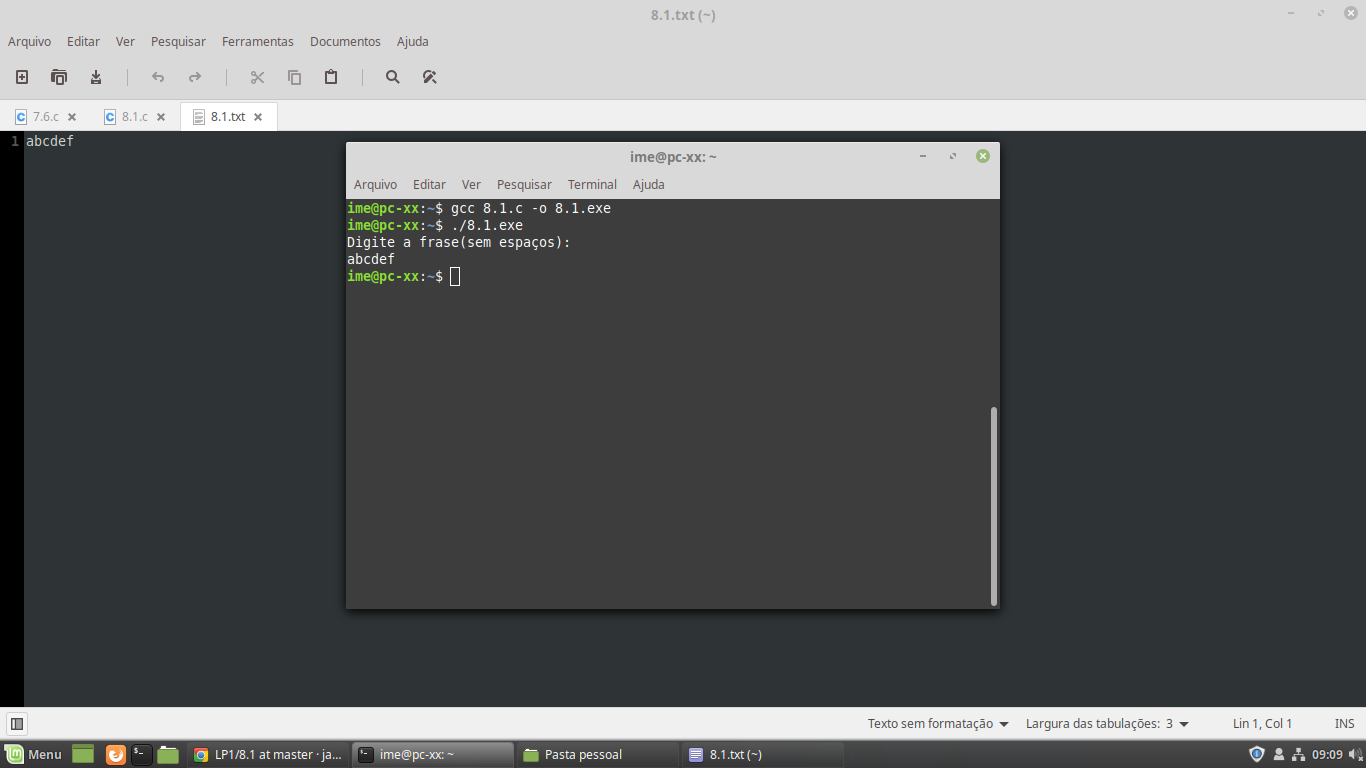 8.1.txt (~)
Arquivo Editar Ver Pesquisar Ferramentas Documentos Ajuda
7.6.c 8.1.c 8.1.txt
1 abcdef
ime@pc-xx: ~
Arquivo Editar Ver Pesquisar Terminal Ajuda
ime@pc-xx:~$ gcc 8.1.c -o 8.1.exe
ime@pc-xx:~$ ./8.1.exe
Digite a frase(sem espaços):
abcdef
ime@pc-xx:~$
Texto sem formatação Largura das tabulações: 3 Lin 1, Col 1 INS
Menu LP1/8.1 at master · ja... ime@pc-xx: ~ Pasta pessoal 8.1.txt (~) 09:09